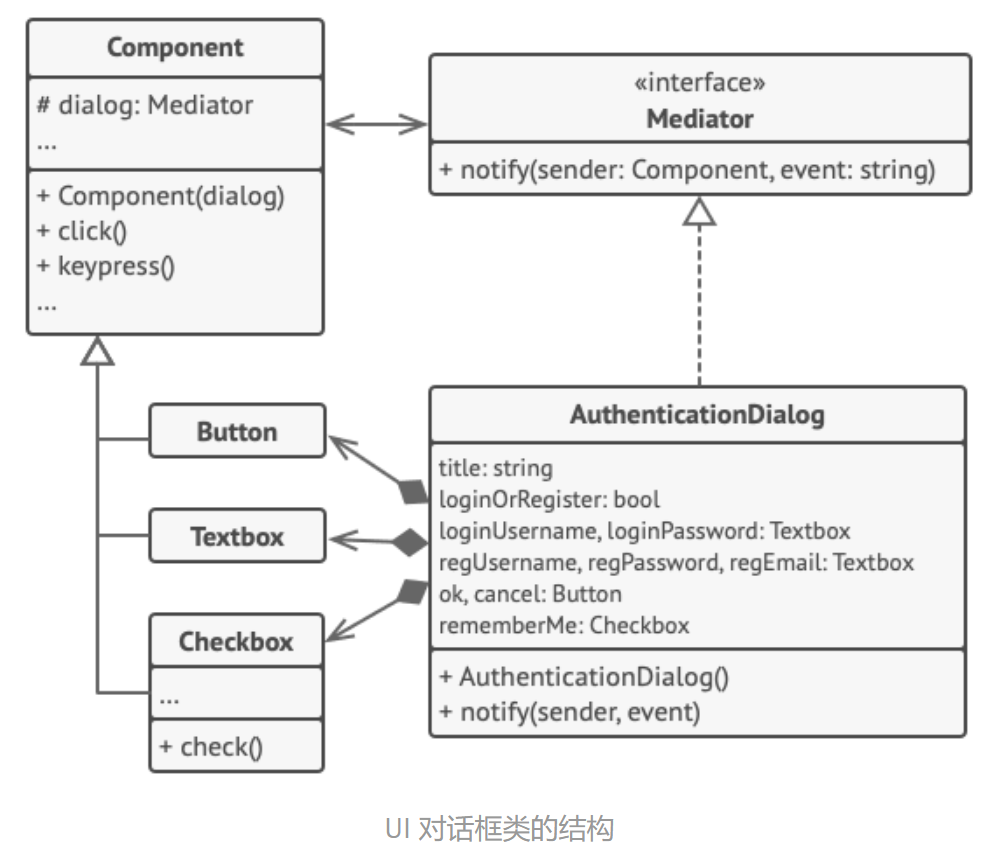 Component
# dialog: Mediator
...
+ Component(dialog)
+ click()
+ keypress()
...
«interface»
Mediator
+ notify(sender: Component, event: string)
Button
Textbox
Checkbox
...
+ check()
AuthenticationDialog
title: string
loginOrRegister: bool
loginUsername, loginPassword: Textbox
regUsername, regPassword, regEmail: Textbox
ok, cancel: Button
rememberMe: Checkbox
+ AuthenticationDialog()
+ notify(sender, event)
UI 对话框类的结构